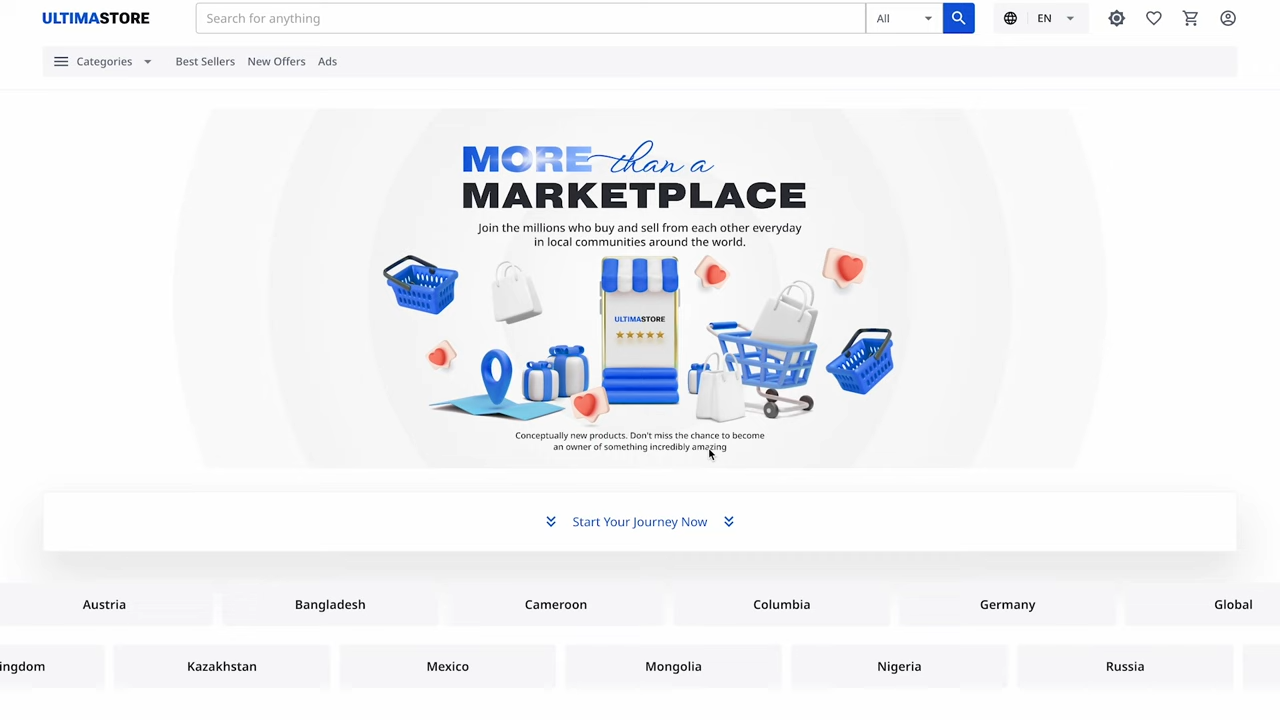 ULTIMASTORE
Search for anything
All
EN
Categories
Best Sellers
New Offers
Ads
MORE than a
MARKETPLACE
Join the millions who buy and sell from each other everyday
in local communities around the world.
ULTIMASTORE
Conceptually new products. Don't miss the chance to become
an owner of something incredibly amazing
Start Your Journey Now
Austria
Bangladesh
Cameroon
Columbia
Germany
Global
ingdom
Kazakhstan
Mexico
Mongolia
Nigeria
Russia